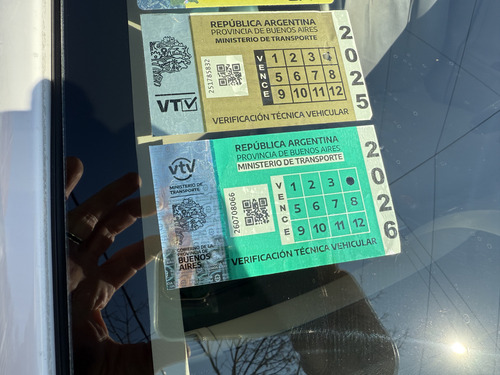 REPÚBLICA ARGENTINA
PROVINCIA DE BUENOS AIRES
MINISTERIO DE TRANSPORTE
2025
VENCE
1 2 3
5 6 7 8
9 10 11 12
251765832
VTV
VERIFICACIÓN TÉCNICA VEHICULAR
REPÚBLICA ARGENTINA
PROVINCIA DE BUENOS AIRES
MINISTERIO DE TRANSPORTE
2026
VENCE
1 2 3
5 6 7 8
9 10 11 12
260708066
vtv
MINISTERIO DE
TRANSPORTE
GOBIERNO DE LA
PROVINCIA DE
BUENOS
AIRES
VERIFICACIÓN TÉCNICA VEHICULAR